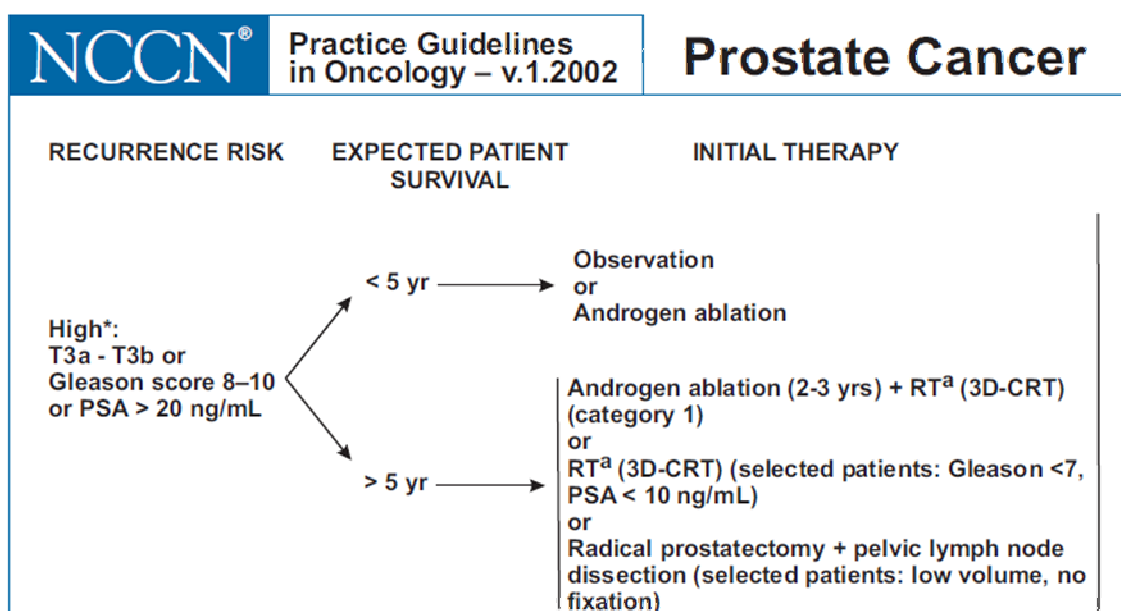 NCCN®
Practice Guidelines
in Oncology – v.1.2002
Prostate Cancer
RECURRENCE RISK
EXPECTED PATIENT
SURVIVAL
INITIAL THERAPY
High*:
T3a - T3b or
Gleason score 8–10
or PSA > 20 ng/mL
< 5 yr
Observation
or
Androgen ablation
> 5 yr
Androgen ablation (2-3 yrs) + RTa (3D-CRT)
(category 1)
or
RTa (3D-CRT) (selected patients: Gleason <7,
PSA < 10 ng/mL)
or
Radical prostatectomy + pelvic lymph node
dissection (selected patients: low volume, no
fixation)